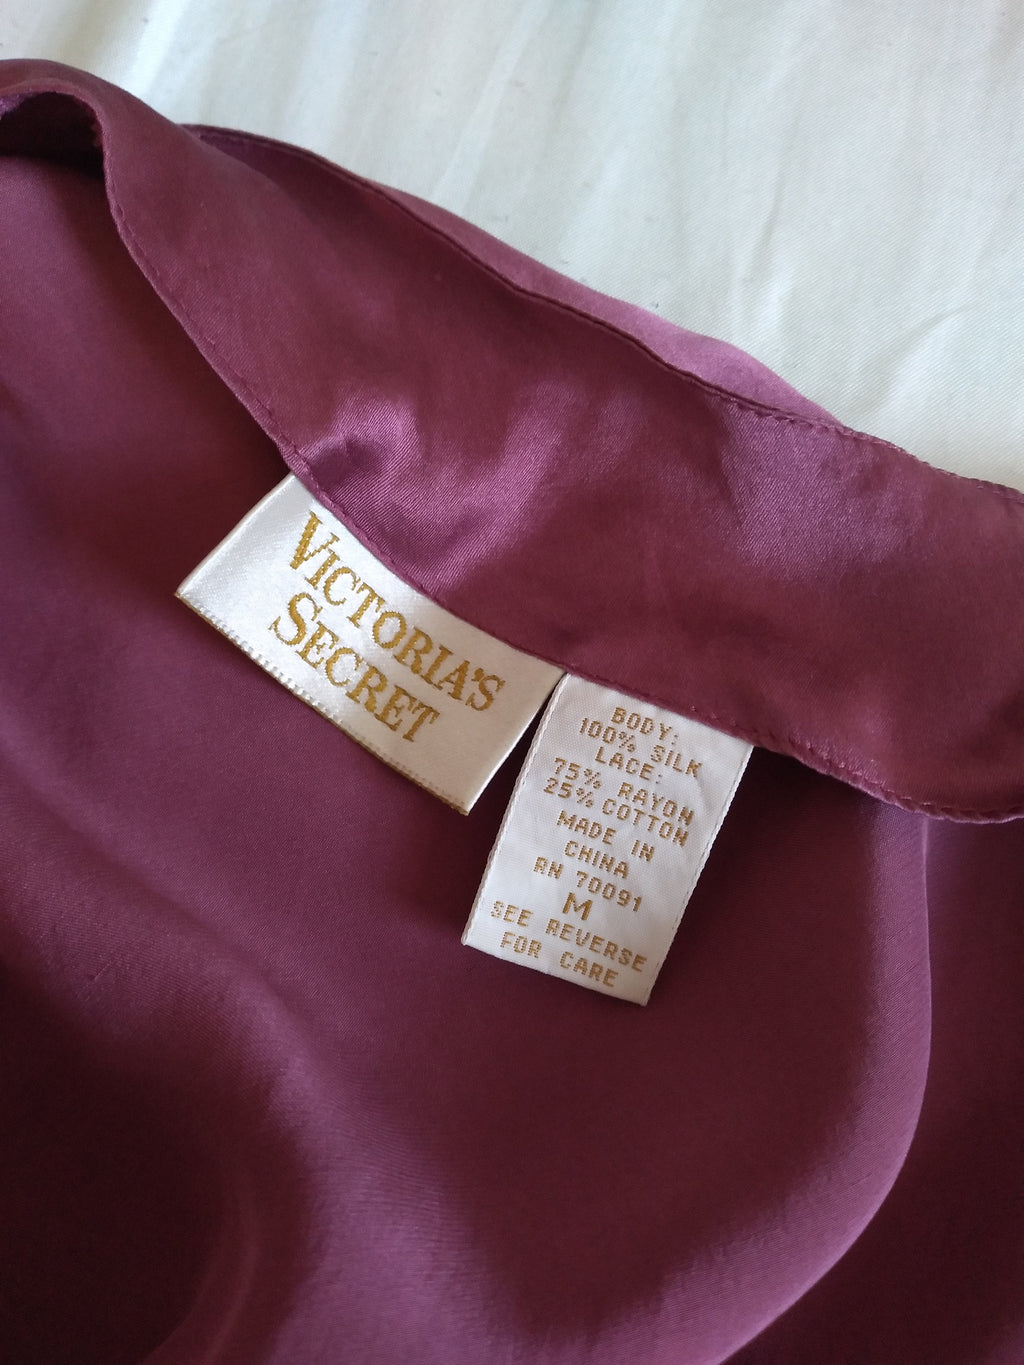 VICTORIA'S
SECRET
BODY:
100% SILK
LACE:
75% RAYON
25% COTTON
MADE IN
CHINA
RN 70091
M
SEE REVERSE
FOR CARE